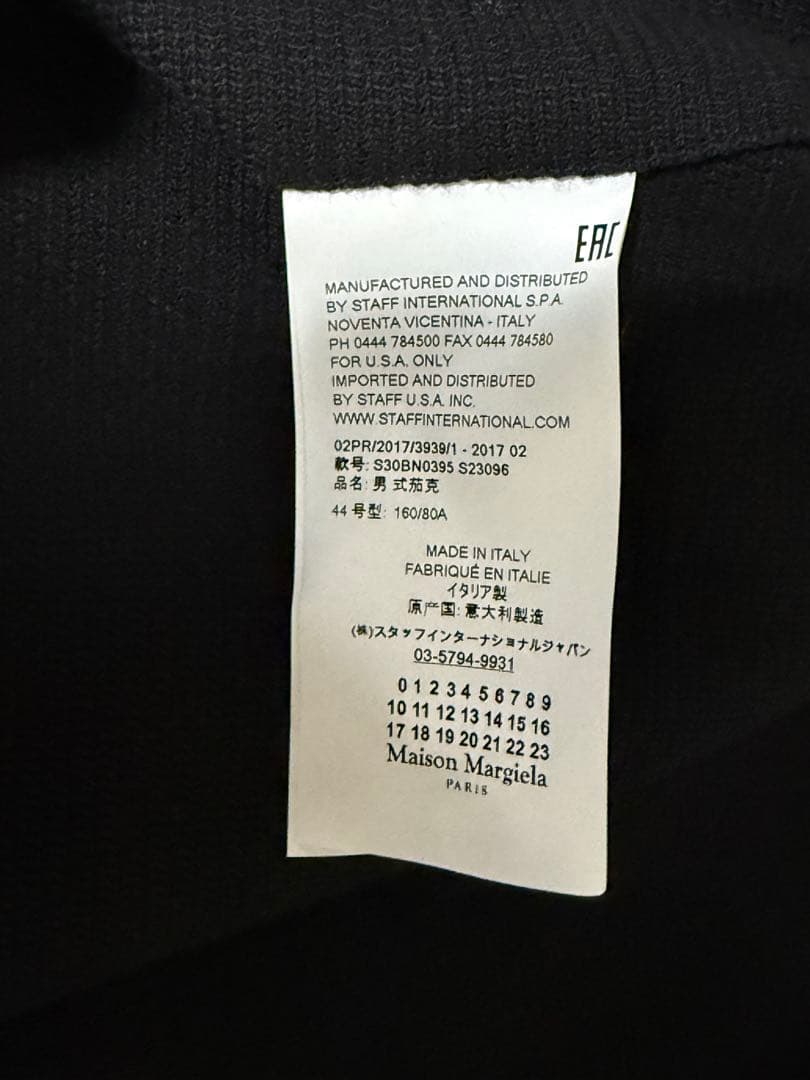 EAC
MANUFACTURED AND DISTRIBUTED
BY STAFF INTERNATIONAL S.P.A.
NOVENTA VICENTINA - ITALY
PH 0444 784500 FAX 0444 784580
FOR U.S.A. ONLY
IMPORTED AND DISTRIBUTED
BY STAFF U.S.A. INC.
WWW.STAFFINTERNATIONAL.COM
02PR/2017/3939/1 - 2017 02
款号: S30BN0395 S23096
品名: 男 式茄克
44 号型: 160/80A
MADE IN ITALY
FABRIQUÉ EN ITALIE
イタリア製
原产国: 意大利製造
(株)スタッフインターナショナルジャパン
03-5794-9931
0 1 2 3 4 5 6 7 8 9
10 11 12 13 14 15 16
17 18 19 20 21 22 23
Maison Margiela
PARIS